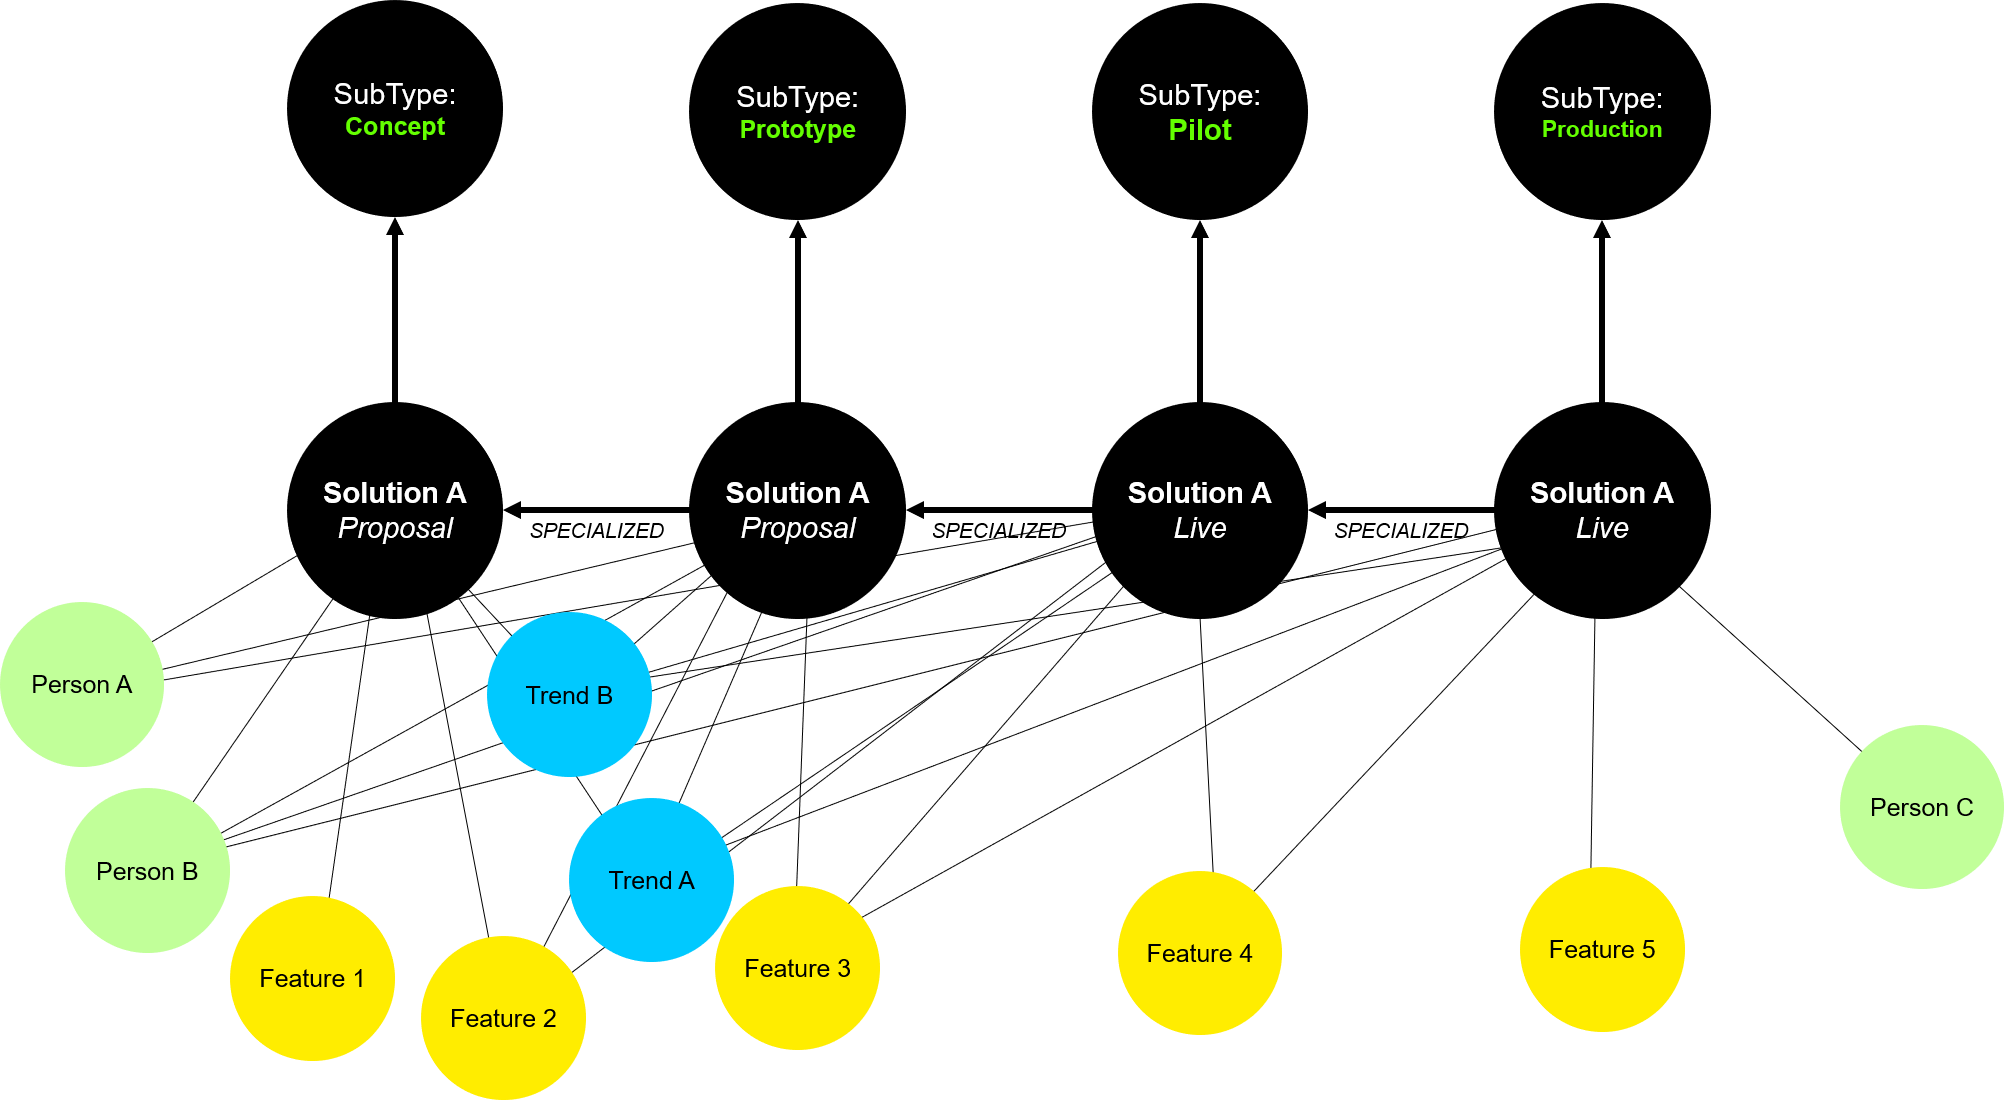 SubType:
Concept
SubType:
Prototype
SubType:
Pilot
SubType:
Production
Solution A
Proposal
SPECIALIZED
Solution A
Proposal
SPECIALIZED
Solution A
Live
SPECIALIZED
Solution A
Live
Person A
Trend B
Person C
Person B
Trend A
Feature 1
Feature 2
Feature 3
Feature 4
Feature 5